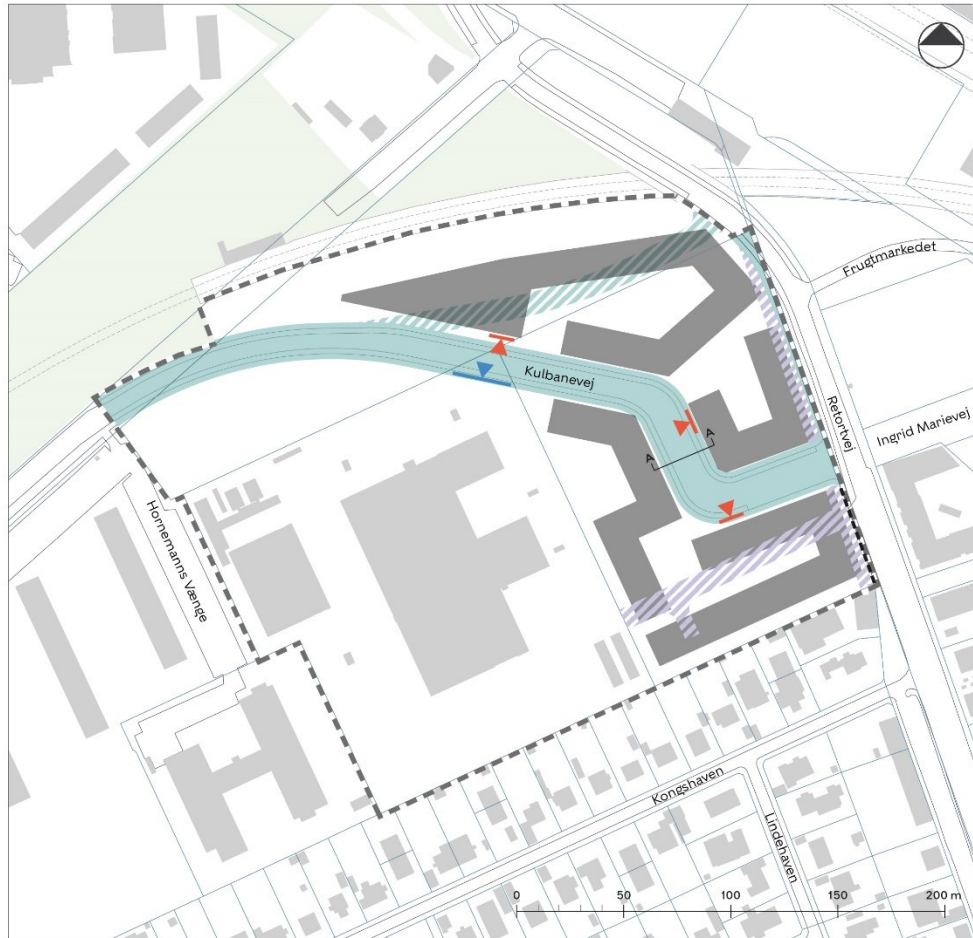 Frugtmarkedet
Kulbanevej
Retortvej
Ingrid Marievej
A
A
Hornemanns Vænge
Kongshaven
Lindehaven
0 50 100 150 200 m